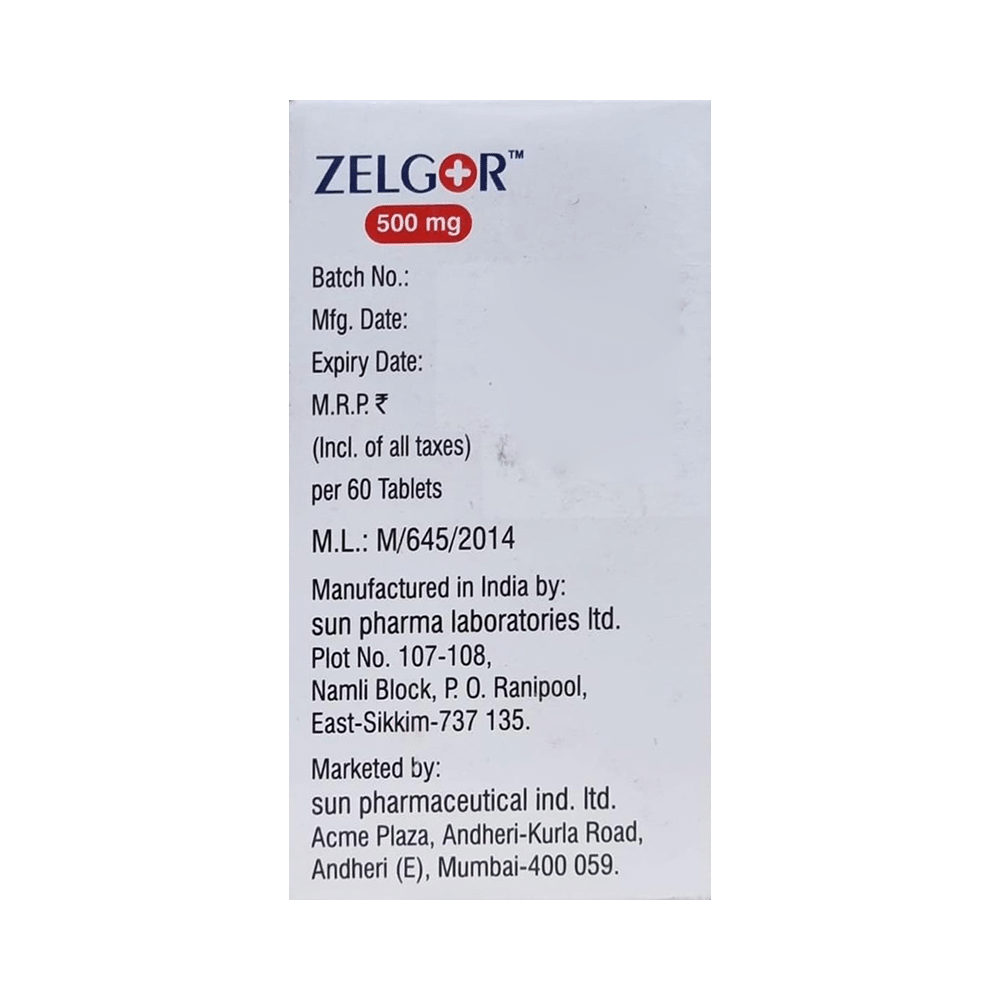 ZELGOR™
500 mg
Batch No.:
Mfg. Date:
Expiry Date:
M.R.P. ₹
(Incl. of all taxes)
per 60 Tablets
M.L.: M/645/2014
Manufactured in India by:
sun pharma laboratories ltd.
Plot No. 107-108,
Namli Block, P. O. Ranipool,
East-Sikkim-737 135.
Marketed by:
sun pharmaceutical ind. ltd.
Acme Plaza, Andheri-Kurla Road,
Andheri (E), Mumbai-400 059.